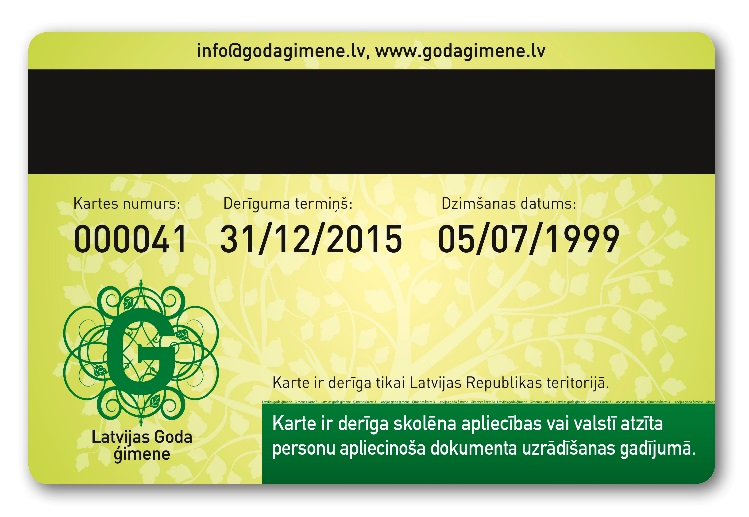 info@godagimene.lv, www.godagimene.lv
Kartes numurs: Derīguma termiņš: Dzimšanas datums:
000041 31/12/2015 05/07/1999
G
Latvijas Goda
ģimene
Karte ir derīga tikai Latvijas Republikas teritorijā.
Karte ir derīga skolēna apliecības vai valstī atzīta
personu apliecinoša dokumenta uzrādīšanas gadījumā.